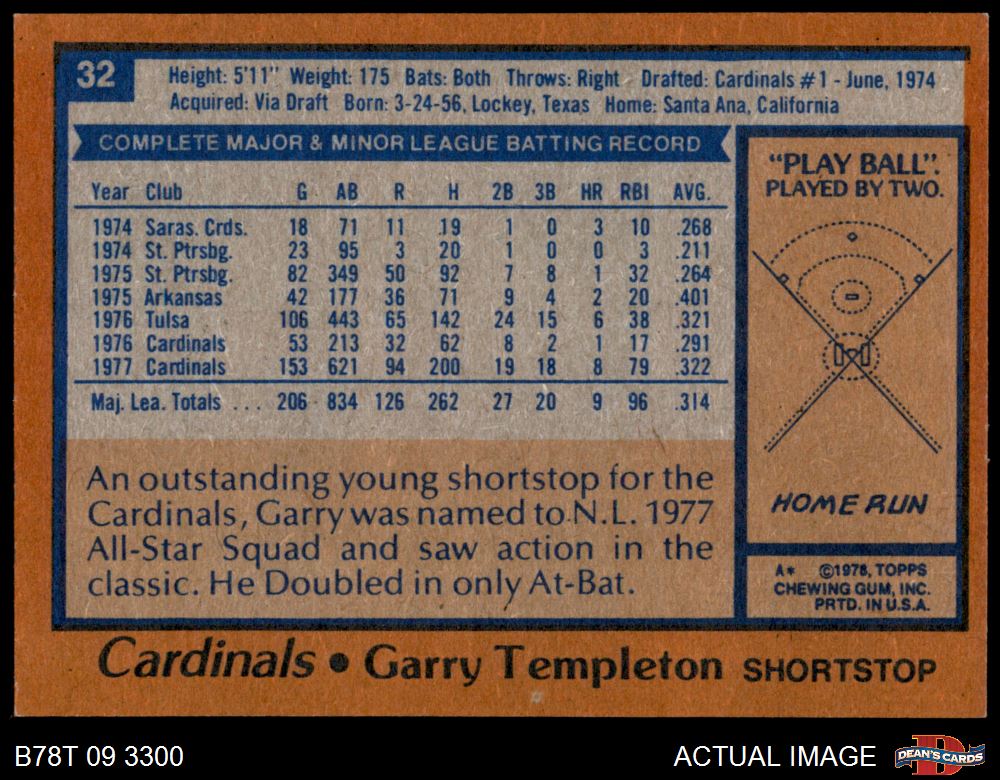 32
Height: 5'11" Weight: 175 Bats: Both Throws: Right Drafted: Cardinals #1 - June, 1974
Acquired: Via Draft Born: 3-24-56, Lockey, Texas Home: Santa Ana, California
COMPLETE MAJOR & MINOR LEAGUE BATTING RECORD
Year Club G AB R H 2B 3B HR RBI AVG.
1974 Saras. Crds. 18 71 11 19 1 0 3 10 .268
1974 St. Ptrsbg. 23 95 3 20 1 0 0 3 .211
1975 St. Ptrsbg. 82 349 50 92 7 8 1 32 .264
1975 Arkansas 42 177 36 71 9 4 2 20 .401
1976 Tulsa 106 443 65 142 24 15 6 38 .321
1976 Cardinals 53 213 32 62 8 2 1 17 .291
1977 Cardinals 153 621 94 200 19 18 8 79 .322
Maj. Lea. Totals ... 206 834 126 262 27 20 9 96 .314
An outstanding young shortstop for the
Cardinals, Garry was named to N.L. 1977
All-Star Squad and saw action in the
classic. He Doubled in only At-Bat.
"PLAY BALL":
PLAYED BY TWO.
HOME RUN
A* ©1978, TOPPS
CHEWING GUM, INC.
PRTD. IN U.S.A.
Cardinals • Garry Templeton SHORTSTOP
B78T 09 3300
ACTUAL IMAGE
D
DEAN'S CARDS